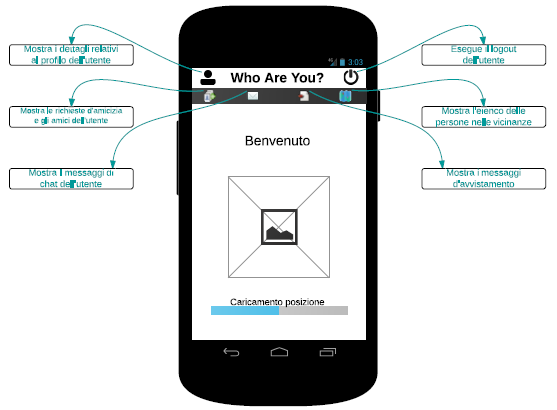 Mostra i dettagli relativi
al profilo dell'utente
Mostra le richieste d'amicizia
e gli amici dell'utente
Mostra i messaggi di
chat dell'utente
4G 3:03
Who Are You?
Benvenuto
Caricamento posizione
Esegue il logout
dell'utente
Mostra l'elenco delle
persone nelle vicinanze
Mostra i messaggi
d'avvistamento